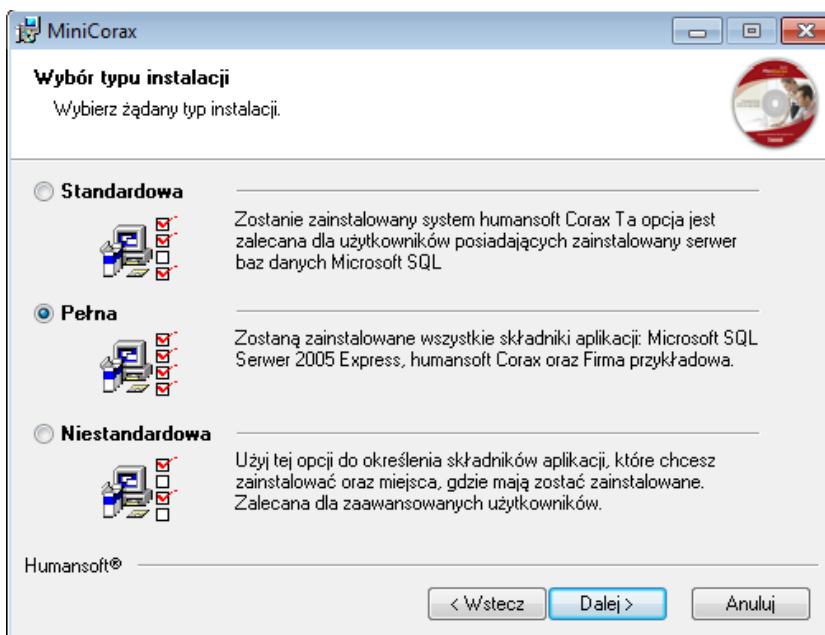 MiniCorax
Wybór typu instalacji
Wybierz żądany typ instalacji.
Standardowa
Zostanie zainstalowany system humansoft Corax Ta opcja jest
zalecana dla użytkowników posiadających zainstalowany serwer
baz danych Microsoft SQL
Pełna
Zostaną zainstalowane wszystkie składniki aplikacji: Microsoft SQL
Serwer 2005 Express, humansoft Corax oraz Firma przykładowa.
Niestandardowa
Użyj tej opcji do określenia składników aplikacji, które chcesz
zainstalować oraz miejsca, gdzie mają zostać zainstalowane.
Zalecana dla zaawansowanych użytkowników.
Humansoft®
< Wstecz
Dalej >
Anuluj